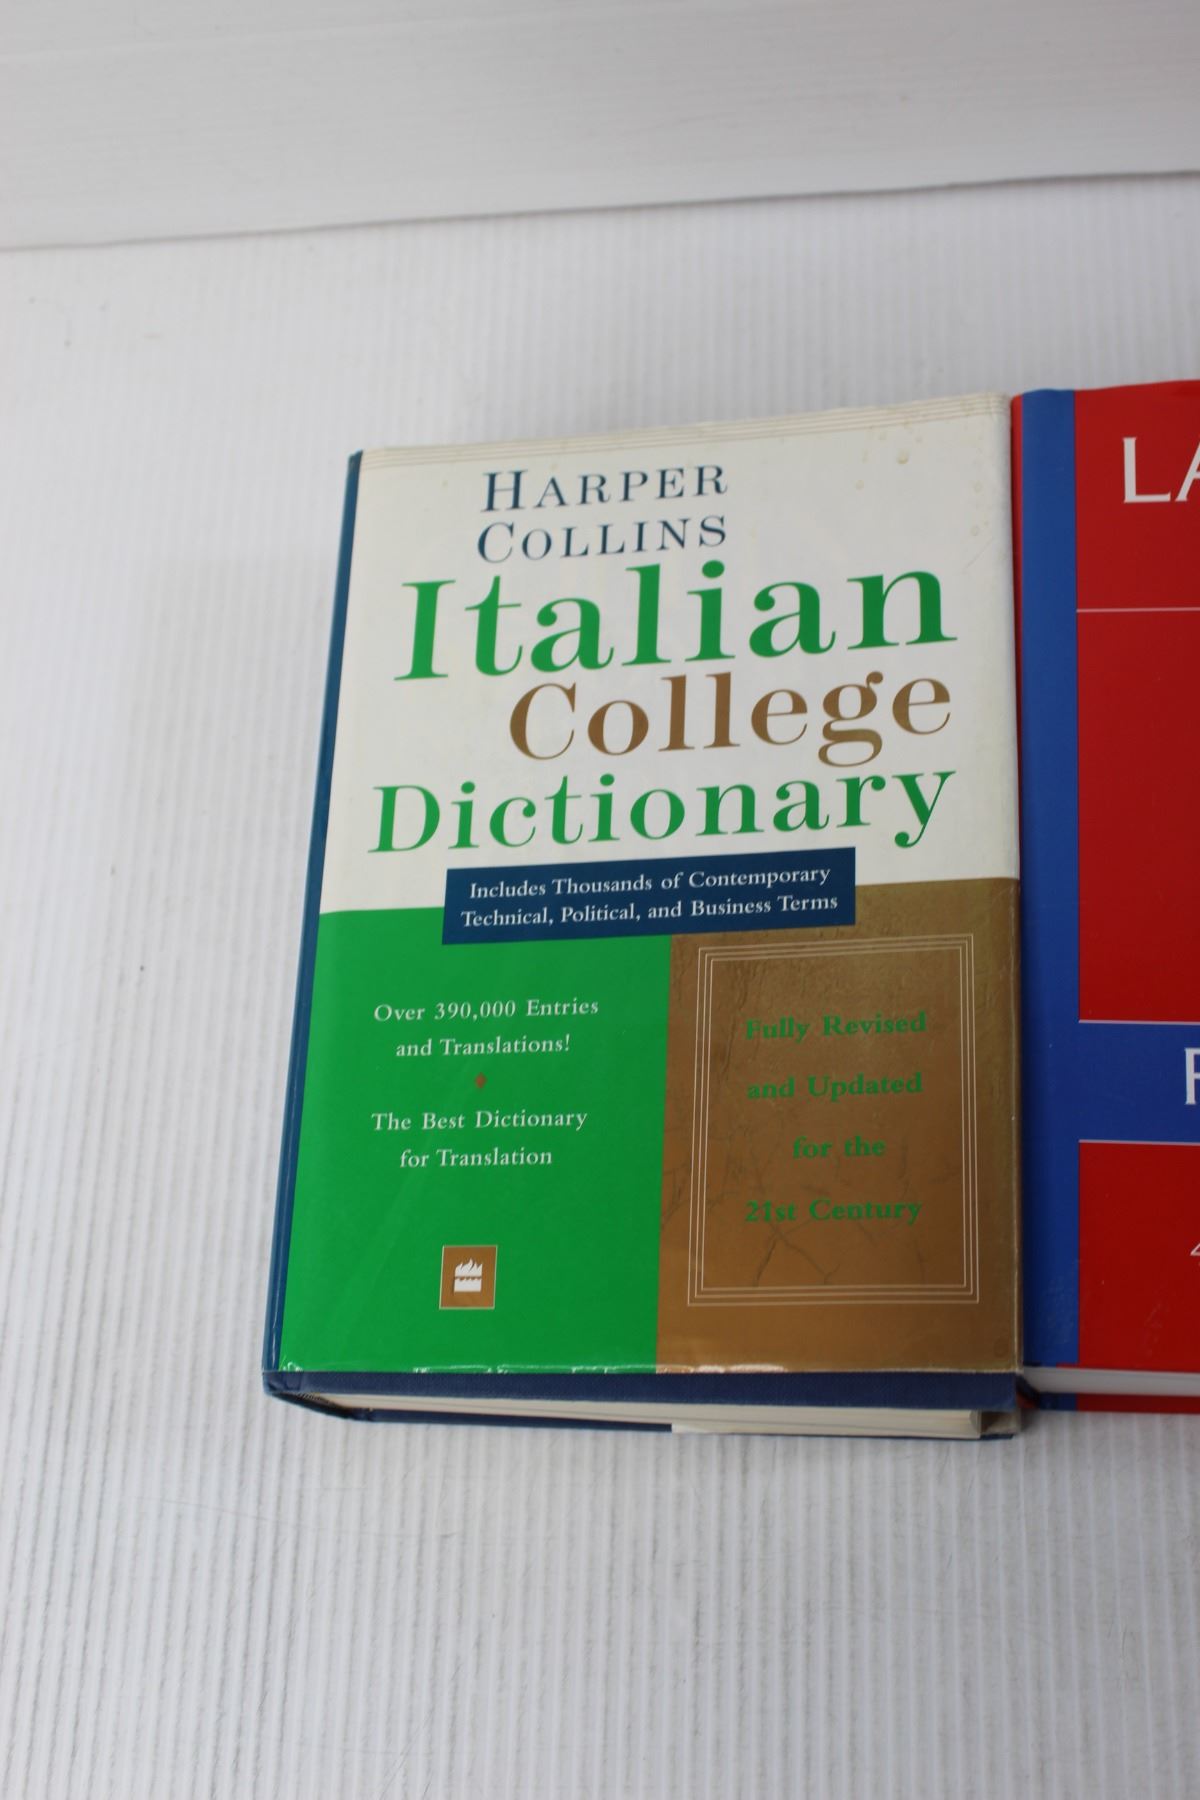 HARPER
COLLINS
Italian
College
Dictionary
Includes Thousands of Contemporary
Technical, Political, and Business Terms
Over 390,000 Entries
and Translations!
The Best Dictionary
for Translation
Fully Revised
and Updated
for the
21st Century